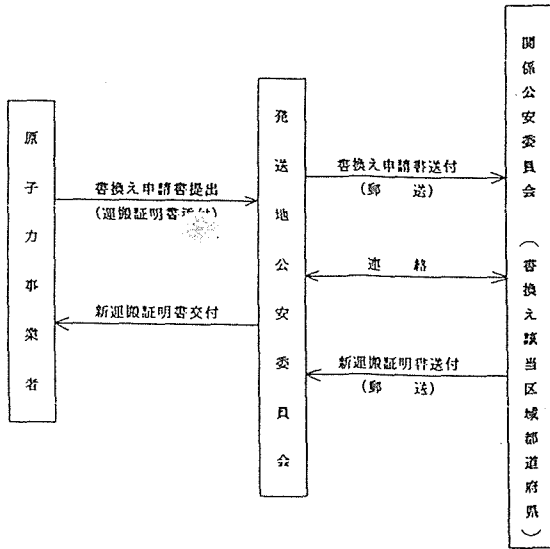 原子力事業者
書換え申請書提出
(運搬証明書添付)
新運搬証明書交付
発送地公安委員会
書換え申請書送付
(郵 送)
連 絡
新運搬証明書送付
(郵 送)
関係公安委員会(書換え該当区域都道府県)